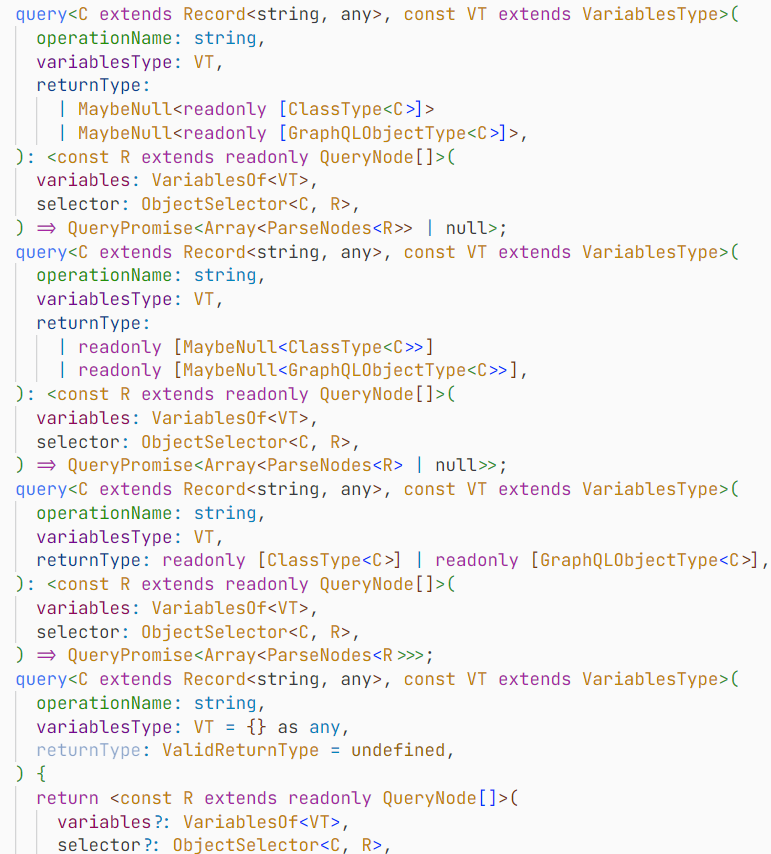 query<C extends Record<string, any>, const VT extends VariablesType>(
  operationName: string,
  variablesType: VT,
  returnType:
    | MaybeNull<readonly [ClassType<C>]>
    | MaybeNull<readonly [GraphQLObjectType<C>]>,
): <const R extends readonly QueryNode[]>(
  variables: VariablesOf<VT>,
  selector: ObjectSelector<C, R>,
) => QueryPromise<Array<ParseNodes<R>> | null>;
query<C extends Record<string, any>, const VT extends VariablesType>(
  operationName: string,
  variablesType: VT,
  returnType:
    | readonly [MaybeNull<ClassType<C>>]
    | readonly [MaybeNull<GraphQLObjectType<C>>],
): <const R extends readonly QueryNode[]>(
  variables: VariablesOf<VT>,
  selector: ObjectSelector<C, R>,
) => QueryPromise<Array<ParseNodes<R> | null>>;
query<C extends Record<string, any>, const VT extends VariablesType>(
  operationName: string,
  variablesType: VT,
  returnType: readonly [ClassType<C>] | readonly [GraphQLObjectType<C>],
): <const R extends readonly QueryNode[]>(
  variables: VariablesOf<VT>,
  selector: ObjectSelector<C, R>,
) => QueryPromise<Array<ParseNodes<R>>>;
query<C extends Record<string, any>, const VT extends VariablesType>(
  operationName: string,
  variablesType: VT = {} as any,
  returnType: ValidReturnType = undefined,
) {
  return <const R extends readonly QueryNode[]>(
    variables?: VariablesOf<VT>,
    selector?: ObjectSelector<C, R>,